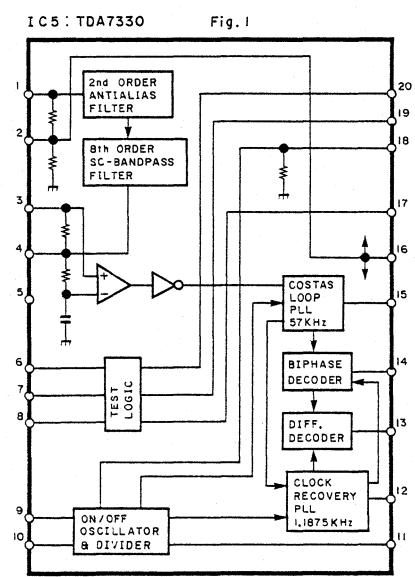 IC5: TDA7330 Fig. 1
1
2nd ORDER
ANTIALIAS
FILTER
20
19
2
18
8th ORDER
SC-BANDPASS
FILTER
3
17
4
16
+
-
5
COSTAS
LOOP
PLL
57KHz
15
6
TEST
LOGIC
BIPHASE
DECODER
14
7
8
DIFF.
DECODER
13
CLOCK
RECOVERY
PLL
1.1875KHz
12
9
ON/OFF
OSCILLATOR
& DIVIDER
10
11